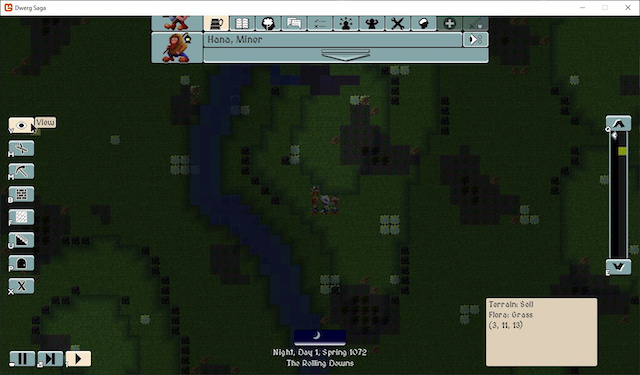 Dwerg Saga
Hana, Miner
View
Terrain: Soil
Flora: Grass
(3, 11, 13)
Night, Day 1, Spring 1072
The Rolling Downs